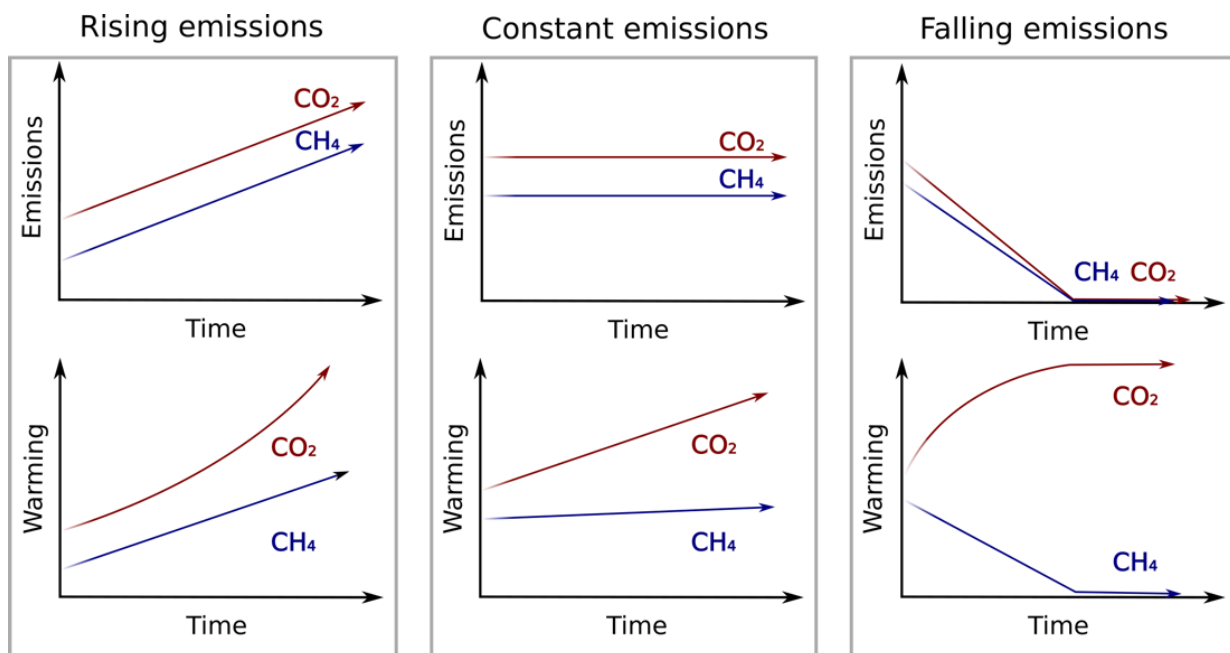 Rising emissions
Emissions
CO₂
CH₄
Time
Warming
CO₂
CH₄
Time
Constant emissions
Emissions
CO₂
CH₄
Time
Warming
CO₂
CH₄
Time
Falling emissions
Emissions
CH₄ CO₂
Time
Warming
CO₂
CH₄
Time